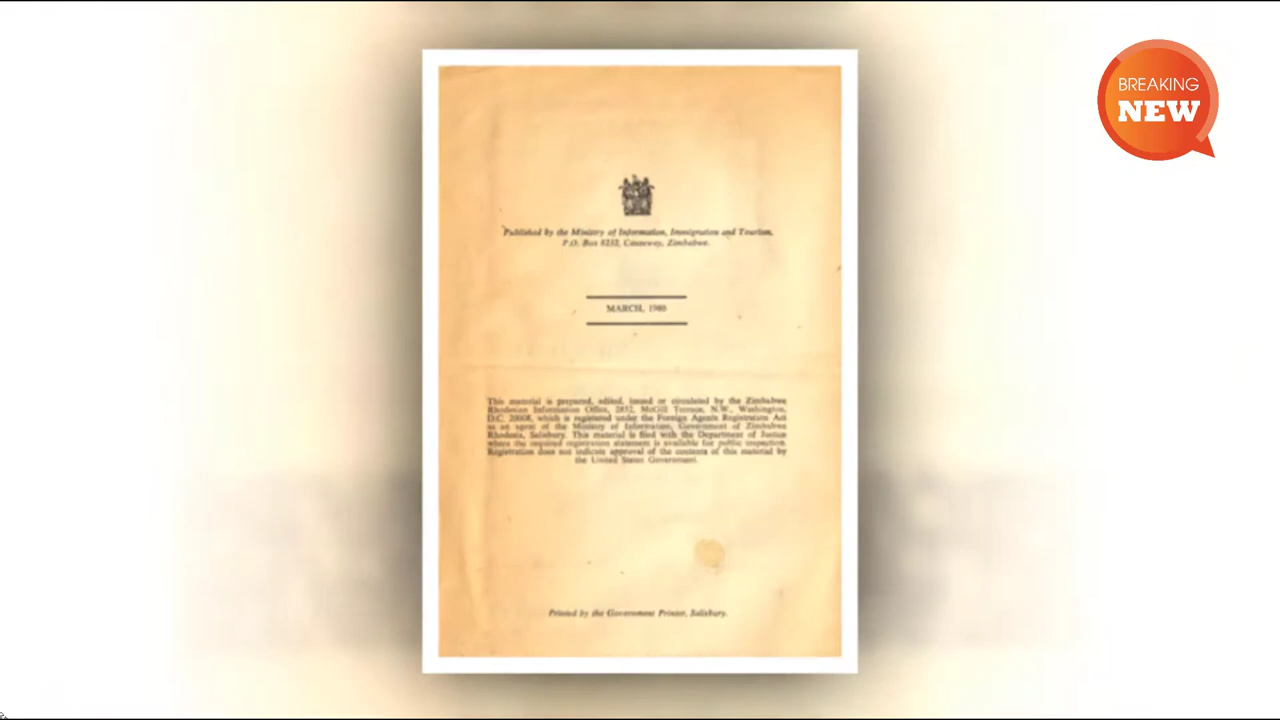 BREAKING
NEW
Published by the Ministry of Information, Immigration and Tourism,
P.O. Box 8232, Causeway, Zimbabwe.
MARCH, 1980
This material is prepared, edited, issued or circulated by the Zimbabwe
Rhodesian Information Office, 2852, McGill Terrace, N.W., Washington,
D.C. 20008, which is registered under the Foreign Agents Registration Act
as an agent of the Ministry of Information, Government of Zimbabwe
Rhodesia, Salisbury. This material is filed with the Department of Justice
where the required registration statement is available for public inspection.
Registration does not indicate approval of the contents of this material by
the United States Government.
Printed by the Government Printer, Salisbury.